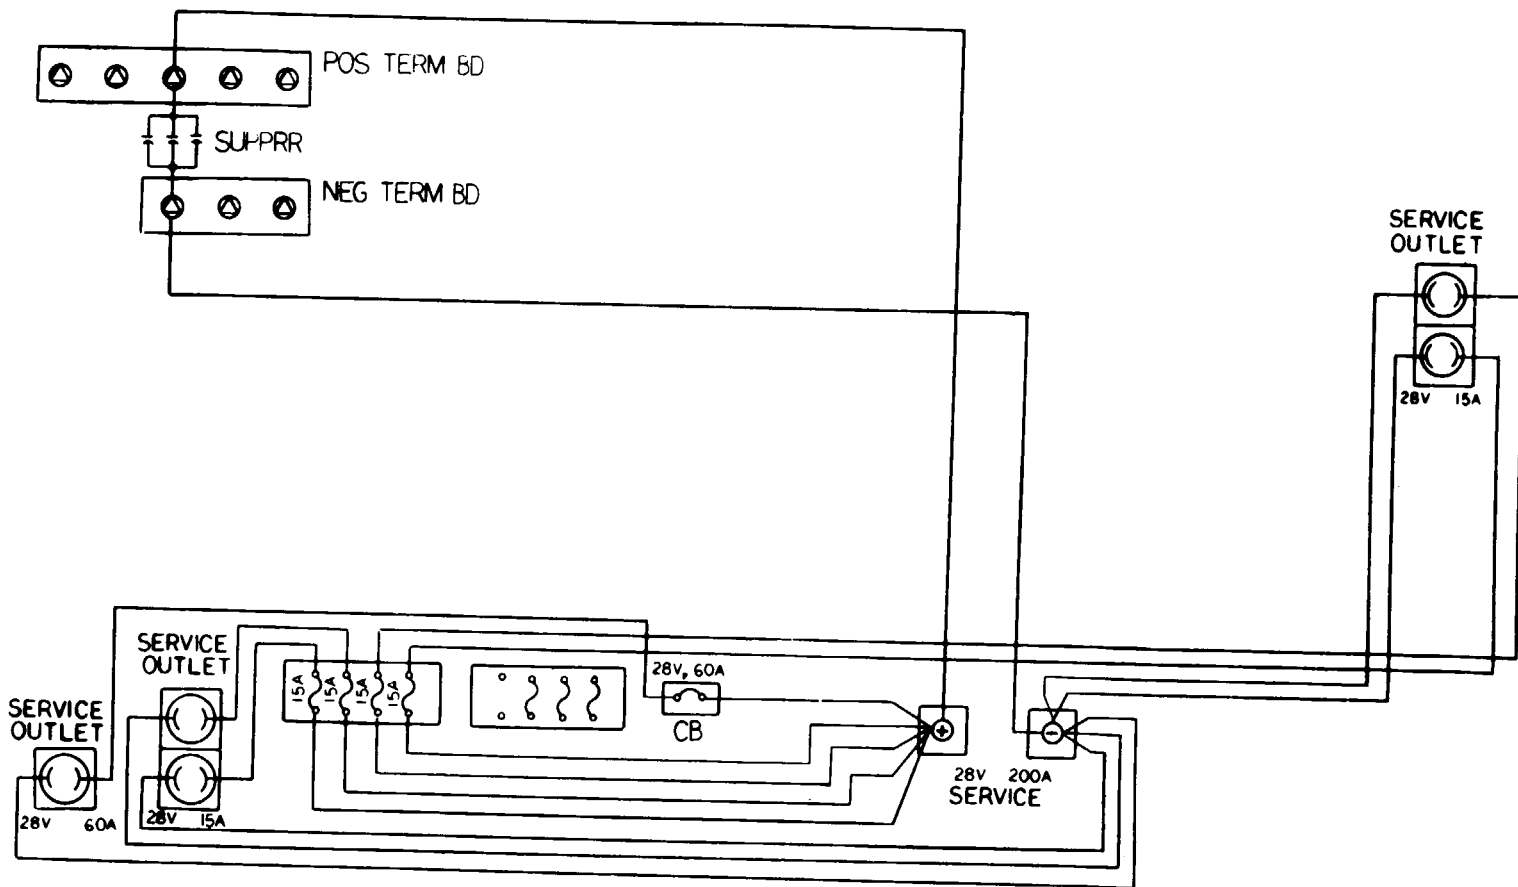 POS TERM BD
SUPPRR
NEG TERM BD
SERVICE
OUTLET
28V 15A
SERVICE
OUTLET
15A 15A 15A 15A
28V, 60A
CB
SERVICE
OUTLET
28V 60A
28V 15A
+
−
28V 200A
SERVICE